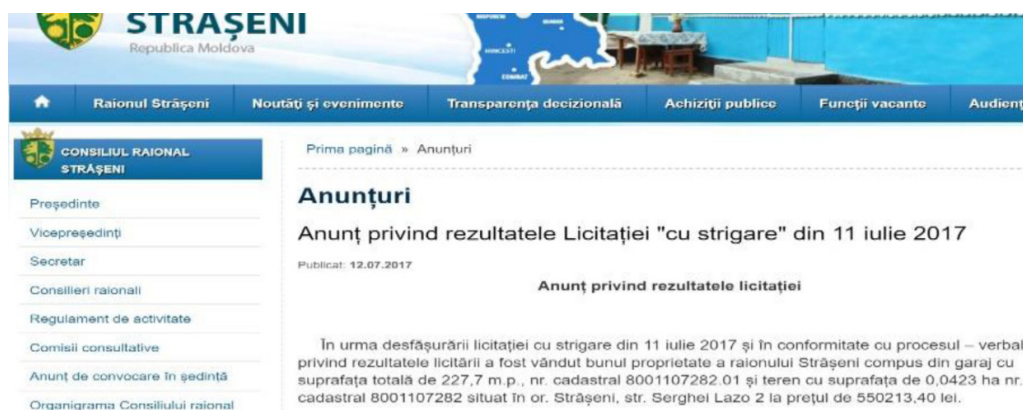 STRĂȘENI
Republica Moldova
HÎNCEȘTI
COMRAT
Raionul Strășeni Noutăți și evenimente Transparența decizională Achiziții publice Funcții vacante Audienț
CONSILIUL RAIONAL
STRĂȘENI
Președinte
Vicepreședinți
Secretar
Consilieri raionali
Regulament de activitate
Comisii consultative
Anunț de convocare în ședință
Organigrama Consiliului raional
Prima pagină » Anunțuri
Anunțuri
Anunț privind rezultatele Licitației "cu strigare" din 11 iulie 2017
Publicat: 12.07.2017
Anunț privind rezultatele licitației
În urma desfășurării licitației cu strigare din 11 iulie 2017 și în conformitate cu procesul – verbal
privind rezultatele licitării a fost vândut bunul proprietate a raionului Strășeni compus din garaj cu
suprafața totală de 227,7 m.p., nr. cadastral 8001107282.01 și teren cu suprafața de 0,0423 ha nr.
cadastral 8001107282 situat în or. Strășeni, str. Serghei Lazo 2 la prețul de 550213,40 lei.